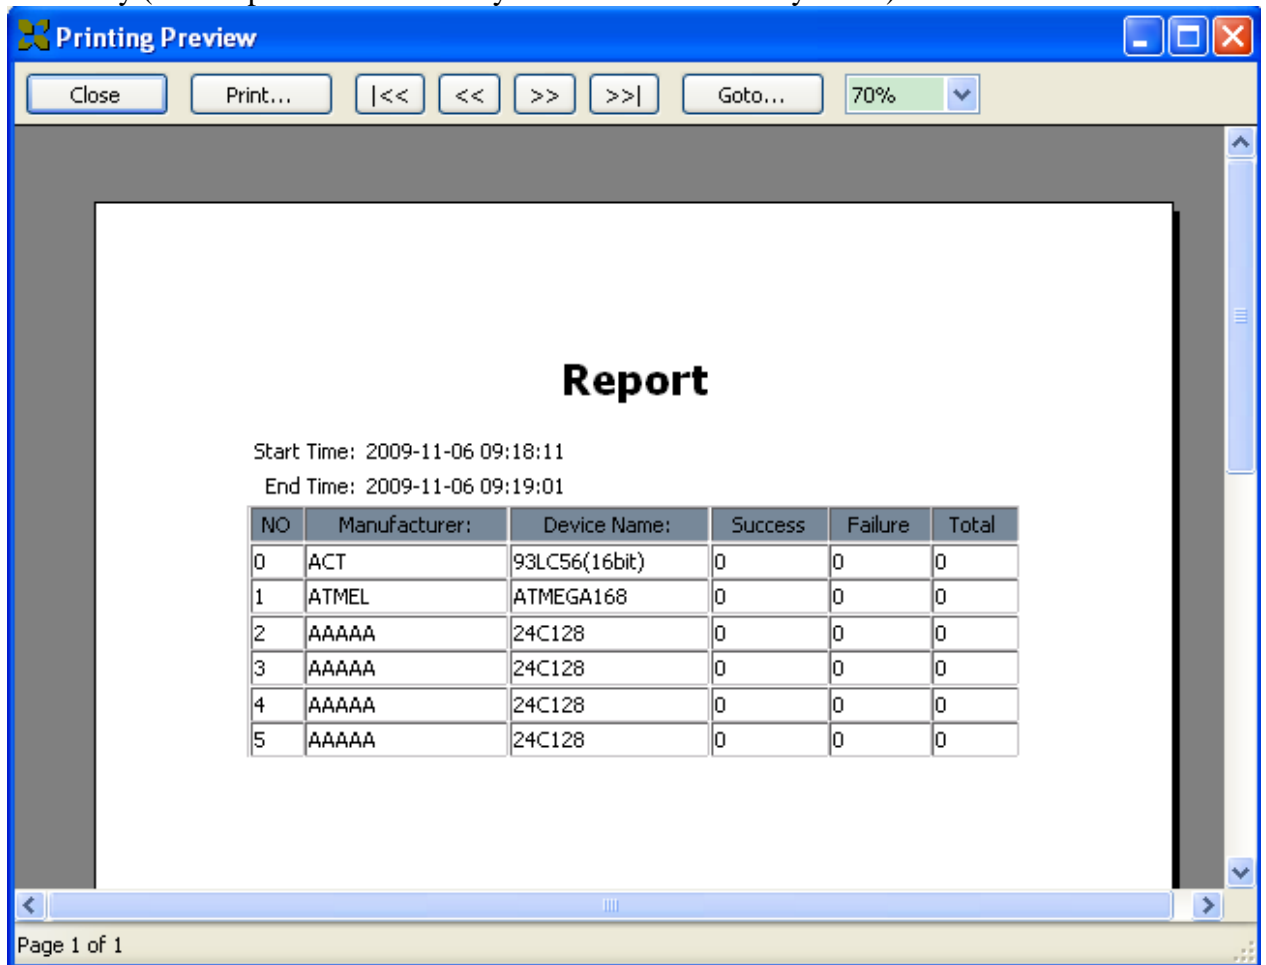 Printing Preview
Close Print... |<< << >> >>| Goto... 70%
Report
Start Time: 2009-11-06 09:18:11
End Time: 2009-11-06 09:19:01
NO Manufacturer: Device Name: Success Failure Total
0 ACT 93LC56(16bit) 0 0 0
1 ATMEL ATMEGA168 0 0 0
2 AAAAA 24C128 0 0 0
3 AAAAA 24C128 0 0 0
4 AAAAA 24C128 0 0 0
5 AAAAA 24C128 0 0 0
Page 1 of 1